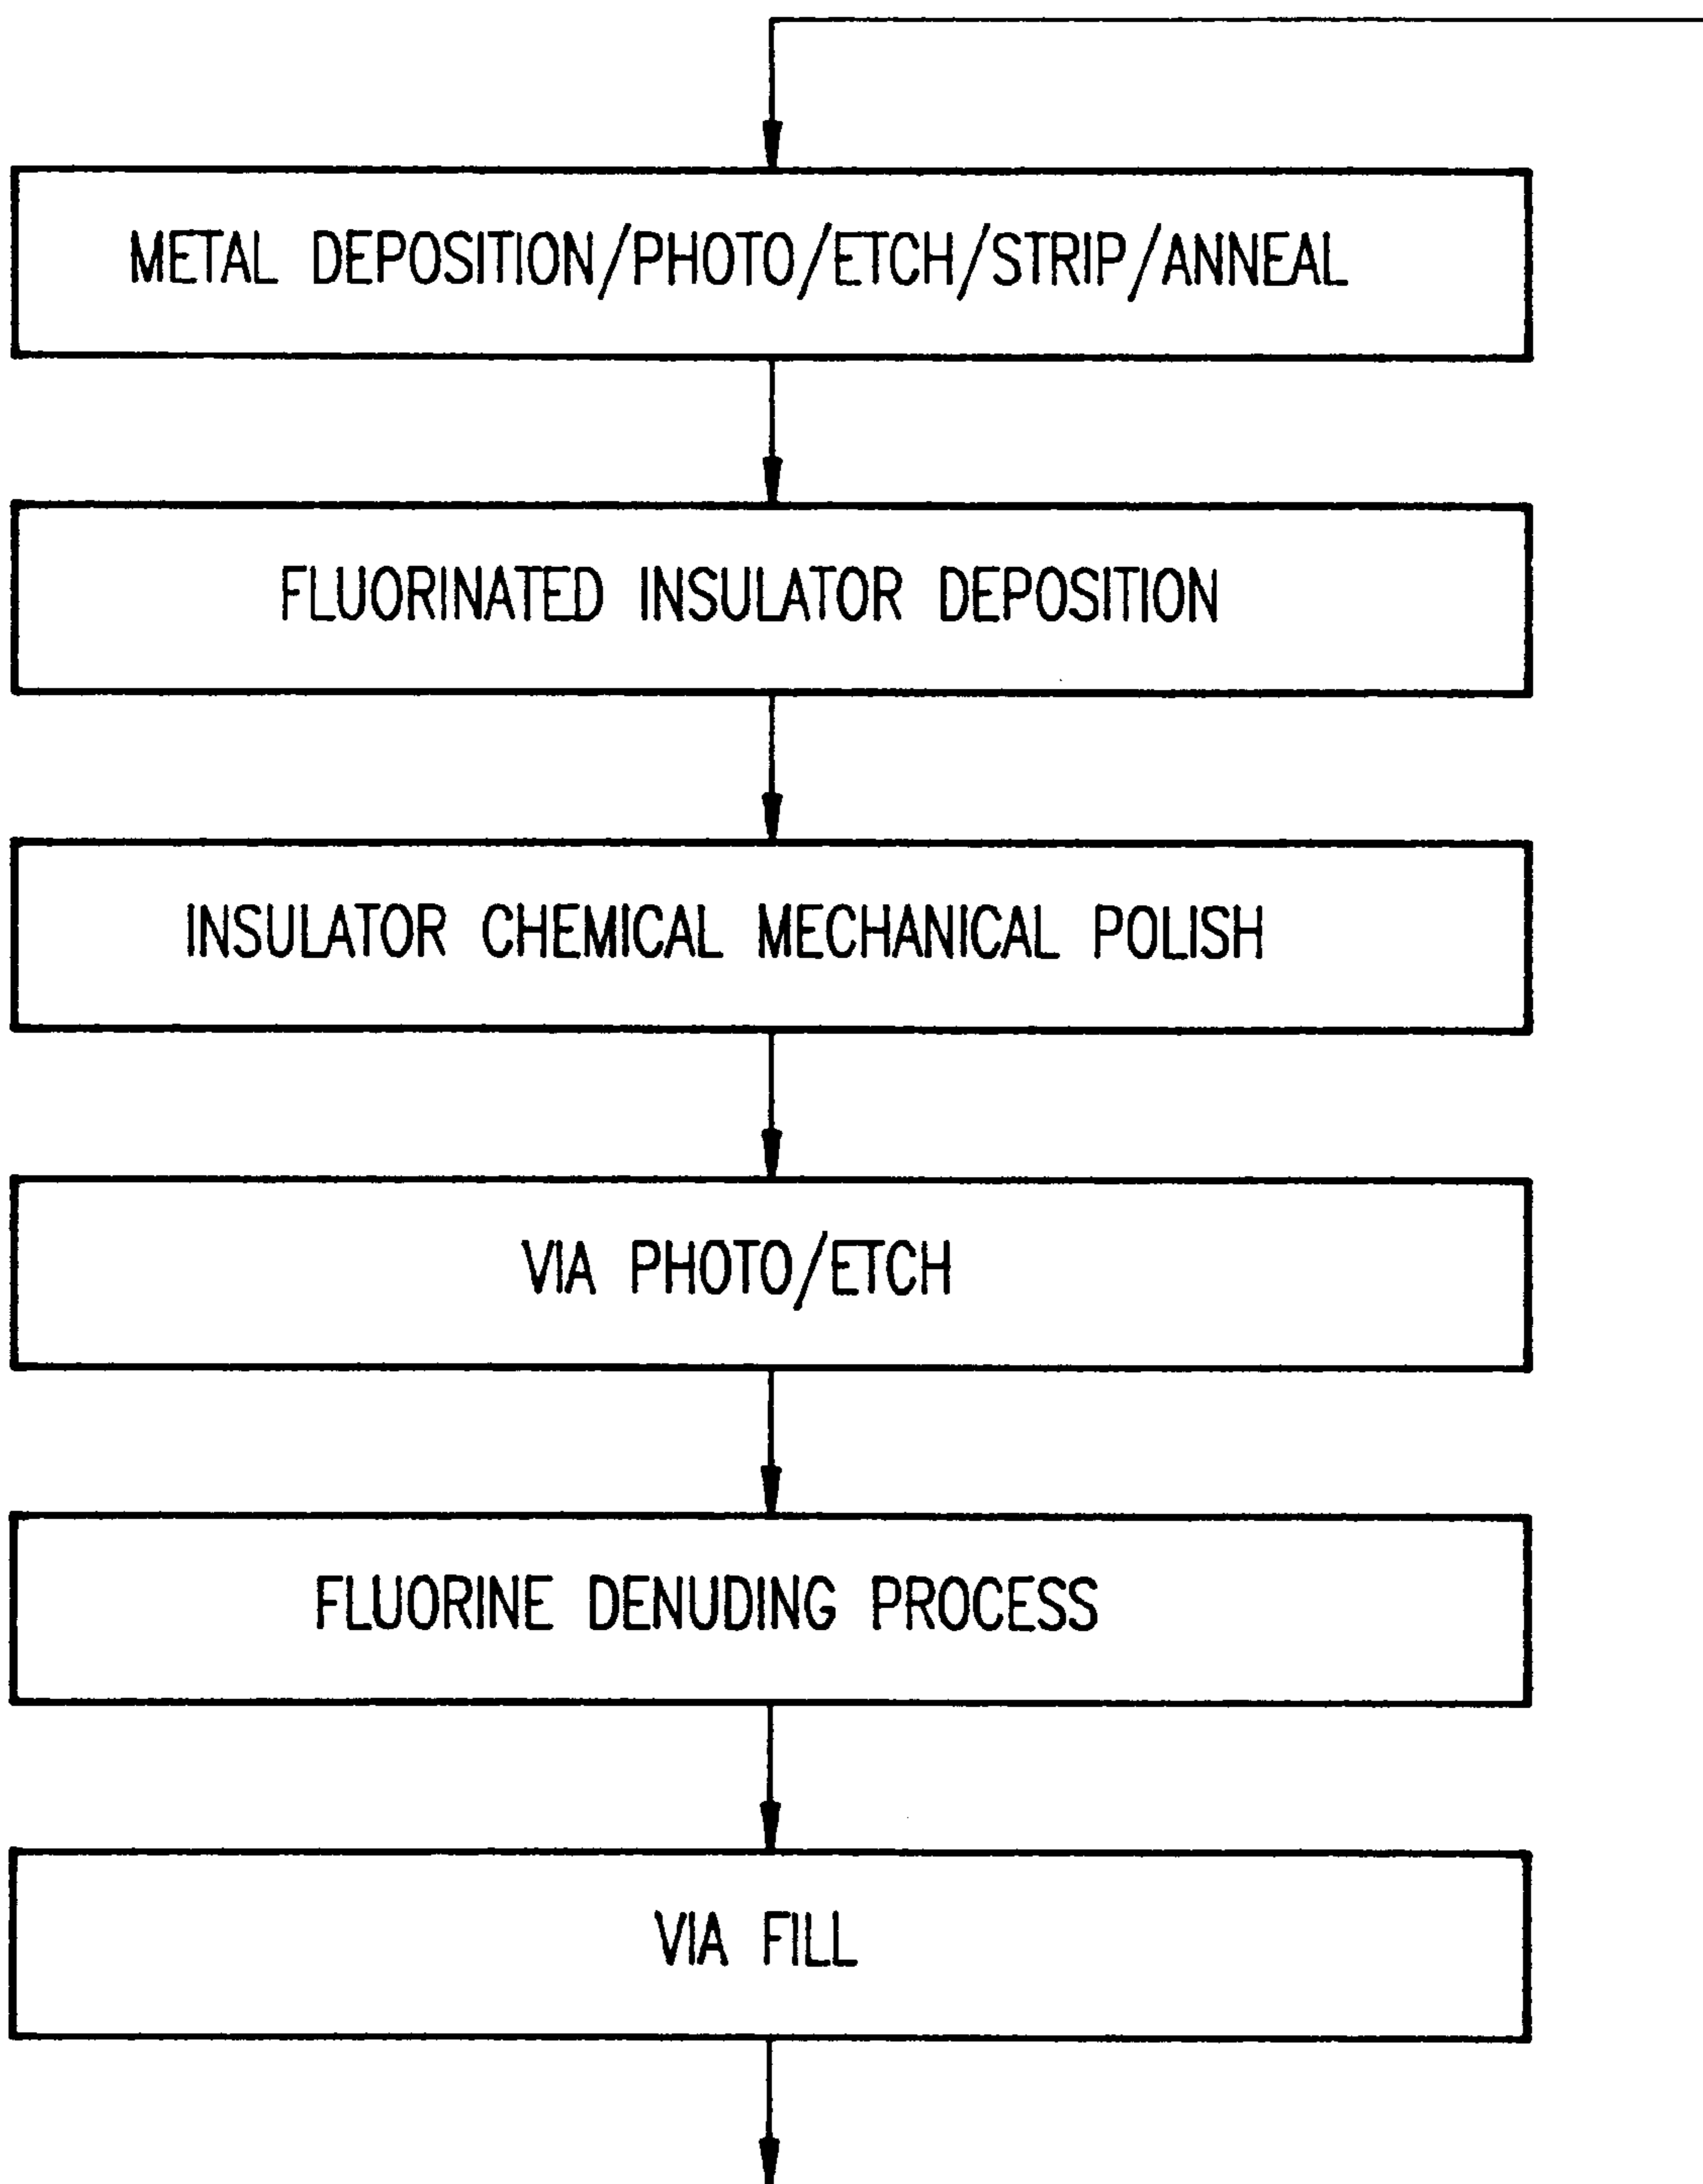 METAL DEPOSITION/PHOTO/ETCH/STRIP/ANNEAL
FLUORINATED INSULATOR DEPOSITION
INSULATOR CHEMICAL MECHANICAL POLISH
VIA PHOTO/ETCH
FLUORINE DENUDING PROCESS
VIA FILL